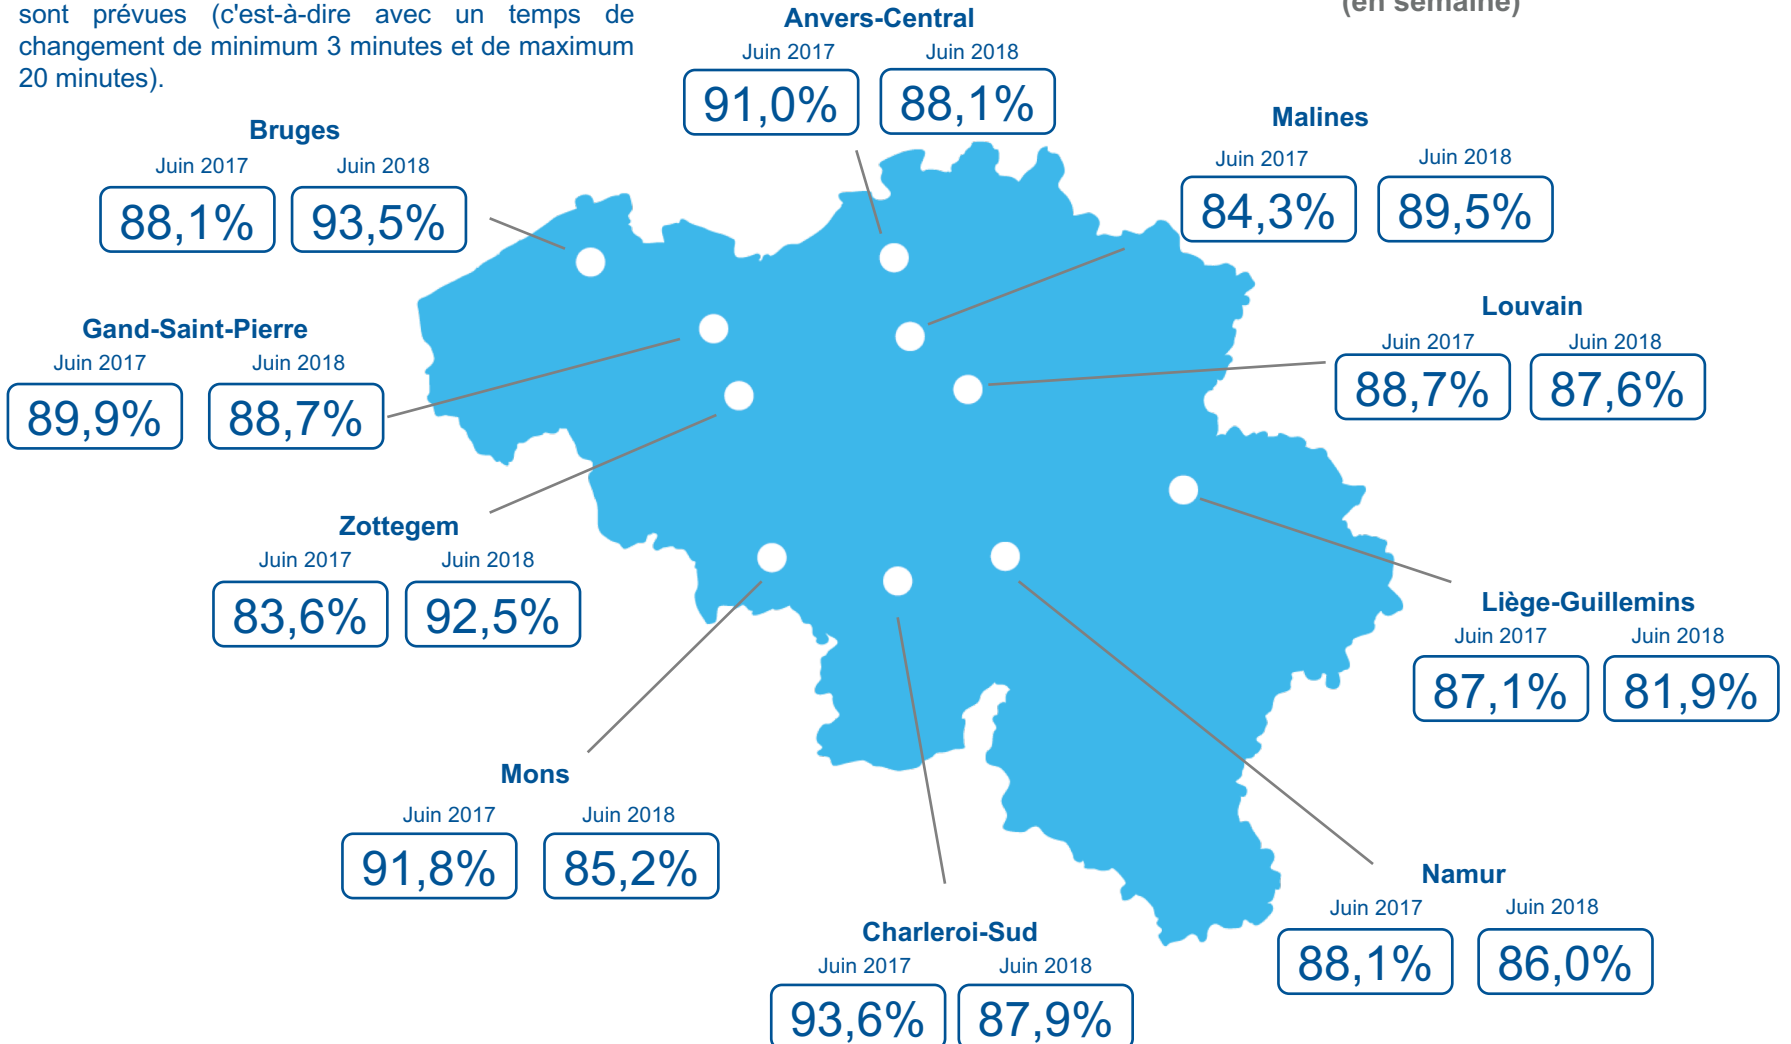 sont prévues (c'est-à-dire avec un temps de
changement de minimum 3 minutes et de maximum
20 minutes).
(en semaine)
Anvers-Central
Juin 2017 Juin 2018
91,0% 88,1%
Bruges
Juin 2017 Juin 2018
88,1% 93,5%
Malines
Juin 2017 Juin 2018
84,3% 89,5%
Gand-Saint-Pierre
Juin 2017 Juin 2018
89,9% 88,7%
Louvain
Juin 2017 Juin 2018
88,7% 87,6%
Zottegem
Juin 2017 Juin 2018
83,6% 92,5%
Liège-Guillemins
Juin 2017 Juin 2018
87,1% 81,9%
Mons
Juin 2017 Juin 2018
91,8% 85,2%
Namur
Juin 2017 Juin 2018
88,1% 86,0%
Charleroi-Sud
Juin 2017 Juin 2018
93,6% 87,9%